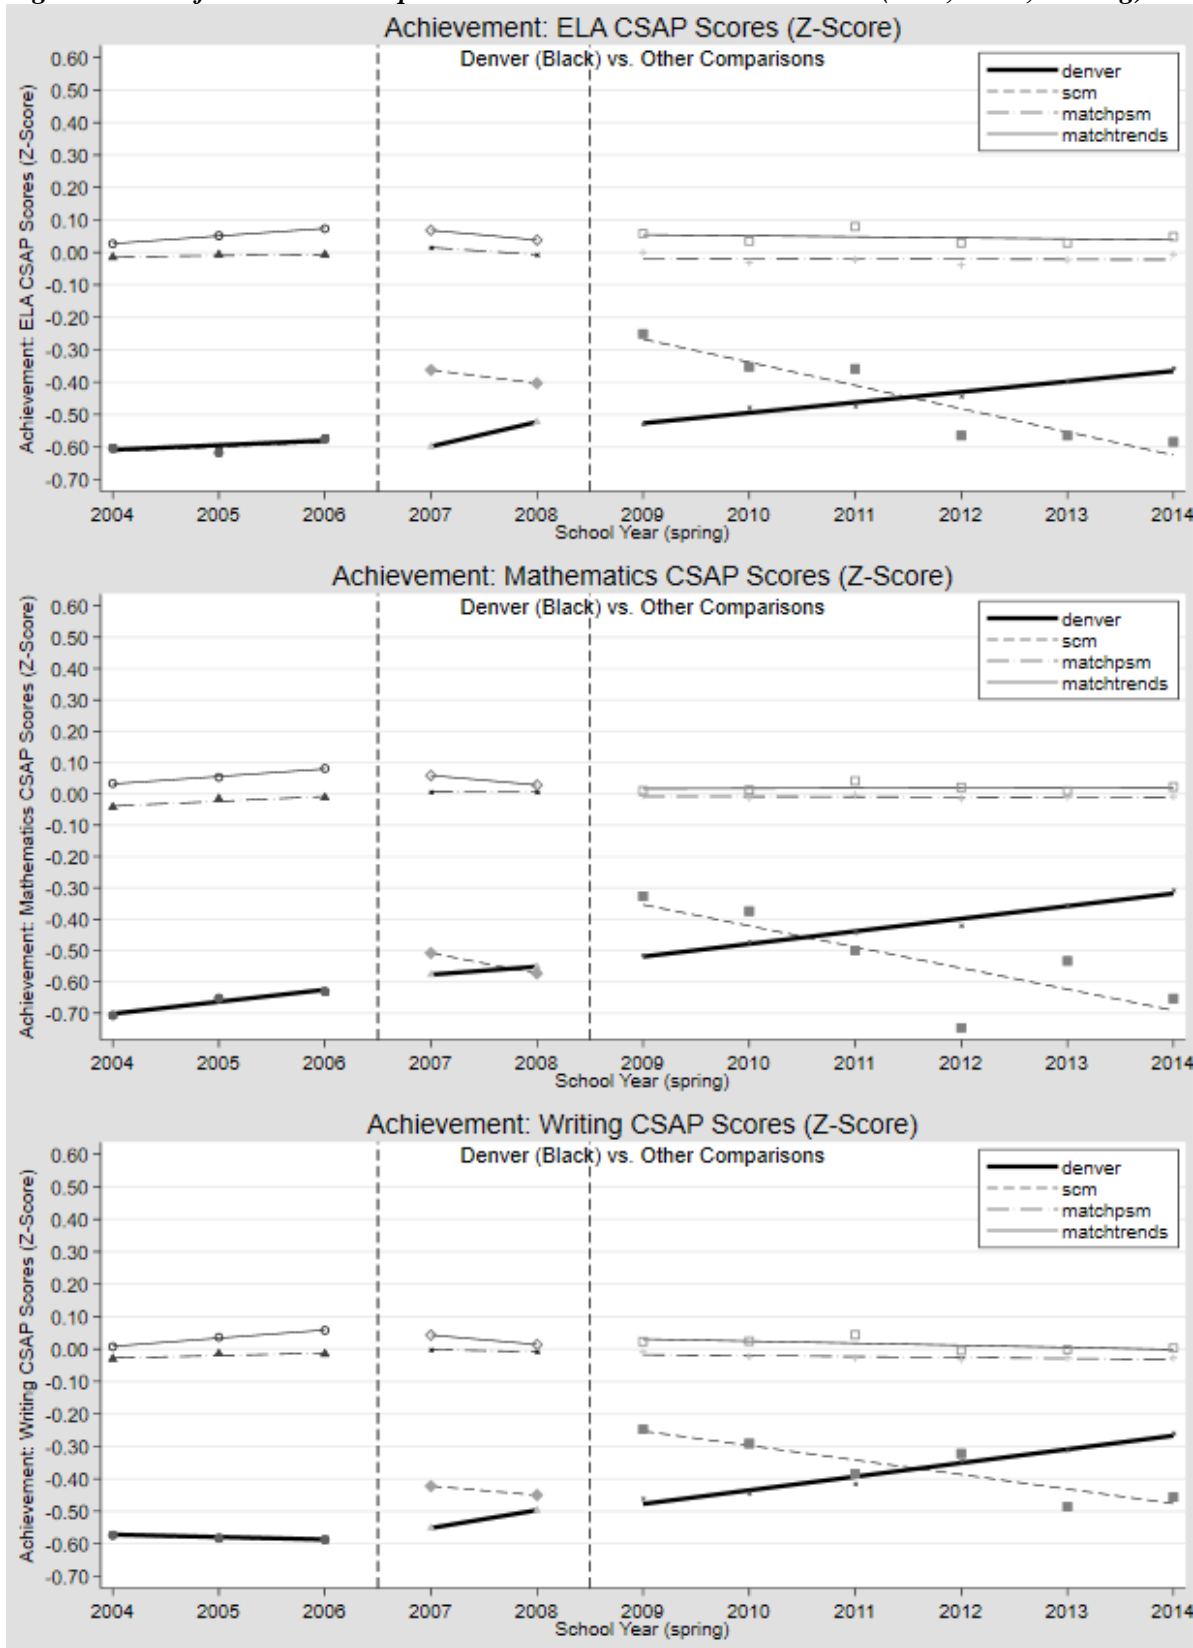 Achievement: ELA CSAP Scores (Z-Score)
Denver (Black) vs. Other Comparisons
denver
scm
matchpsm
matchtrends
Achievement: ELA CSAP Scores (Z-Score)
0.60
0.50
0.40
0.30
0.20
0.10
0.00
-0.10
-0.20
-0.30
-0.40
-0.50
-0.60
-0.70
2004 2005 2006 2007 2008 2009 2010 2011 2012 2013 2014
School Year (spring)
Achievement: Mathematics CSAP Scores (Z-Score)
Denver (Black) vs. Other Comparisons
denver
scm
matchpsm
matchtrends
Achievement: Mathematics CSAP Scores (Z-Score)
0.60
0.50
0.40
0.30
0.20
0.10
0.00
-0.10
-0.20
-0.30
-0.40
-0.50
-0.60
-0.70
2004 2005 2006 2007 2008 2009 2010 2011 2012 2013 2014
School Year (spring)
Achievement: Writing CSAP Scores (Z-Score)
Denver (Black) vs. Other Comparisons
denver
scm
matchpsm
matchtrends
Achievement: Writing CSAP Scores (Z-Score)
0.60
0.50
0.40
0.30
0.20
0.10
0.00
-0.10
-0.20
-0.30
-0.40
-0.50
-0.60
-0.70
2004 2005 2006 2007 2008 2009 2010 2011 2012 2013 2014
School Year (spring)